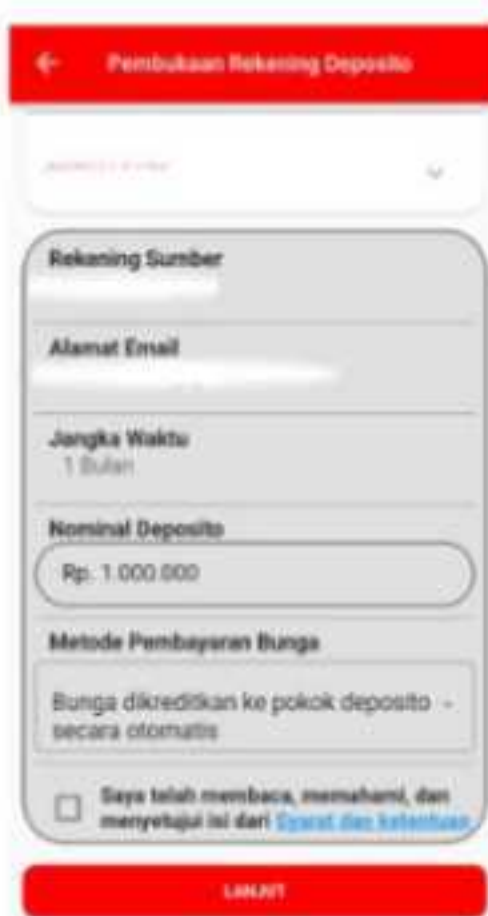 Pembukaan Rekening Deposito
Rekening Sumber
Alamat Email
Jangka Waktu
1 Bulan
Nominal Deposito
Rp. 1.000.000
Metode Pembayaran Bunga
Bunga dikreditkan ke pokok deposito
secara otomatis
Saya telah membaca, memahami, dan
menyetujui isi dari Syarat dan ketentuan
LANJUT